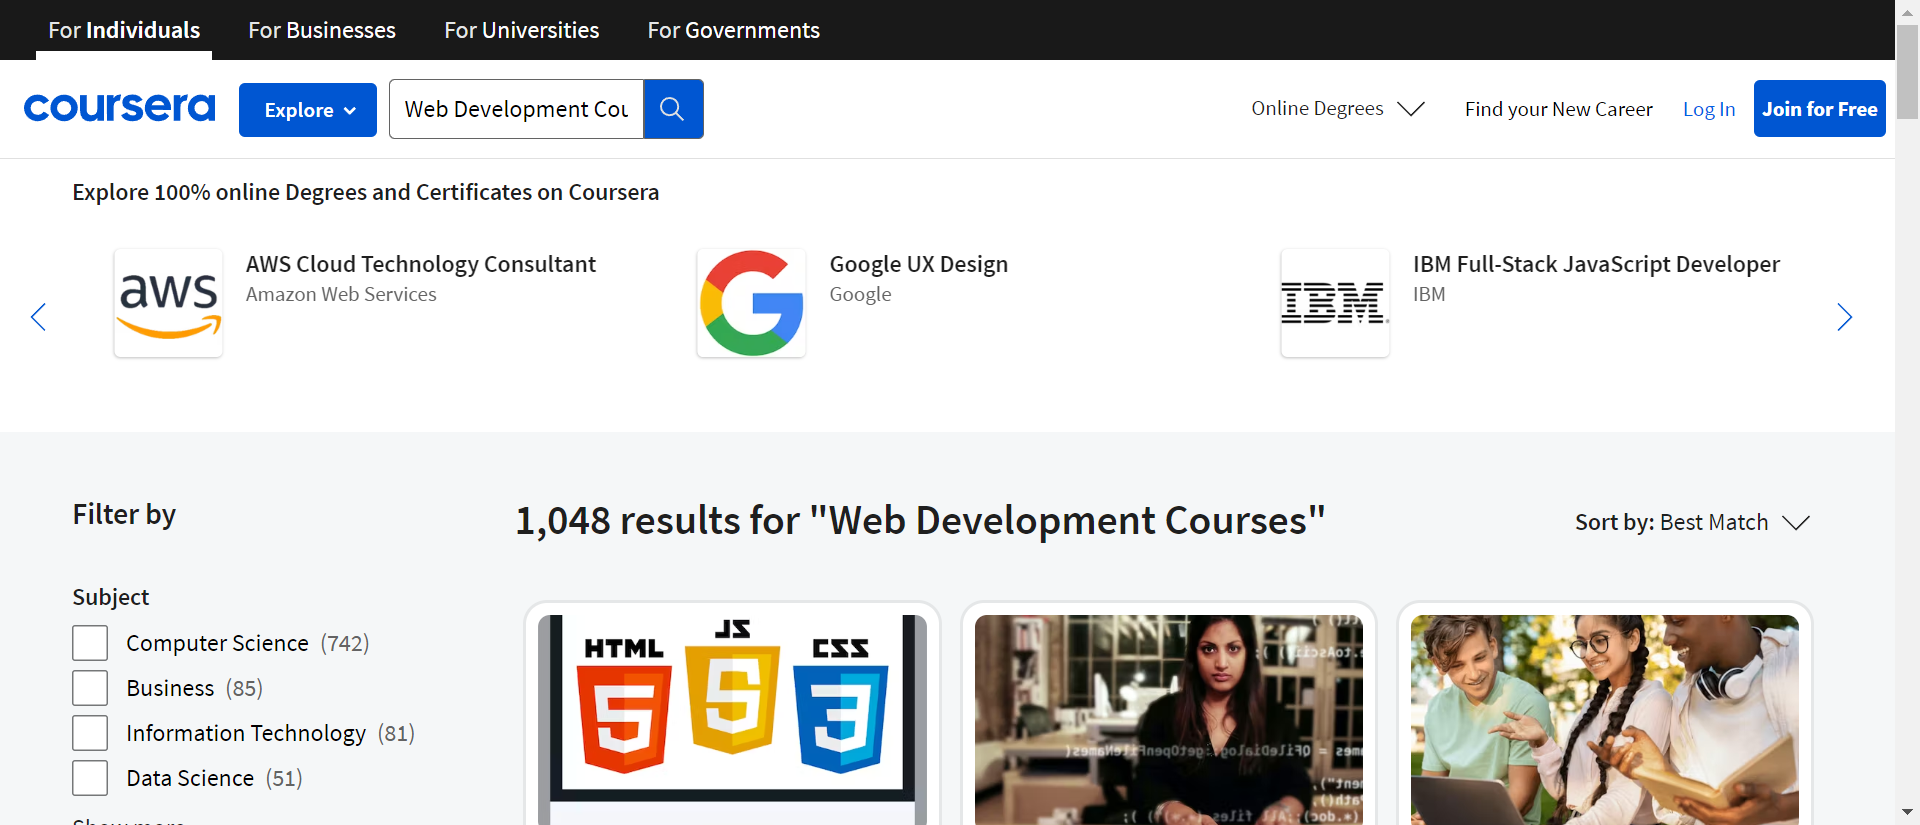 For Individuals For Businesses For Universities For Governments
coursera Explore Web Development Cou Online Degrees Find your New Career Log In Join for Free
Explore 100% online Degrees and Certificates on Coursera
aws AWS Cloud Technology Consultant
Amazon Web Services
Google UX Design
Google
IBM IBM Full-Stack JavaScript Developer
IBM
Filter by
1,048 results for "Web Development Courses"
Sort by: Best Match
Subject
Computer Science (742)
Business (85)
Information Technology (81)
Data Science (51)
HTML JS CSS
5 5 3